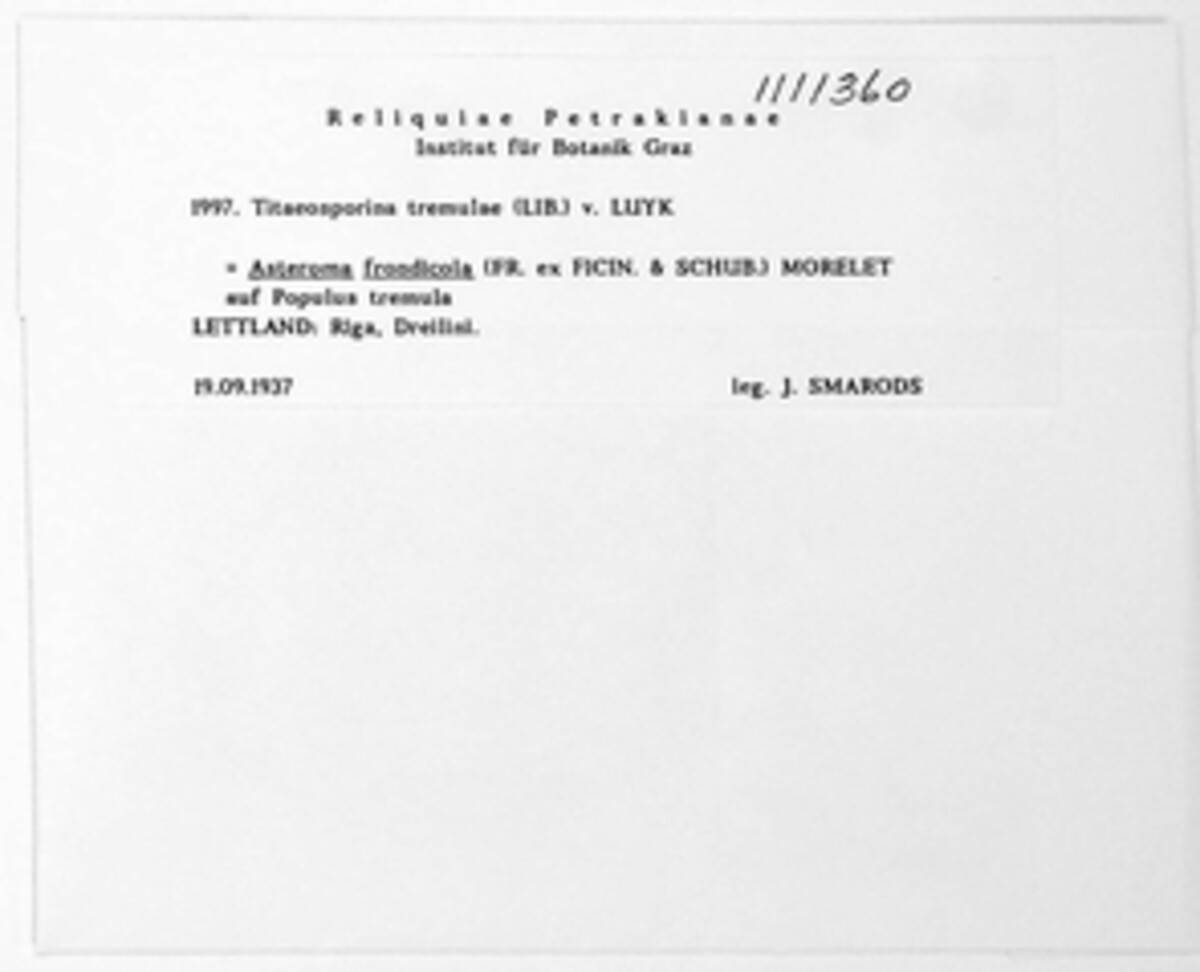 1111360
Reliquiae Petrakianae
Institut für Botanik Graz
1997. Titaeosporina tremulae (LIB.) v. LUYK
= Asteroma frondicola (FR. ex FICIN. & SCHUB.) MORELET
auf Populus tremula
LETTLAND: Riga, Dreilini.
19.09.1937 leg. J. SMARODS